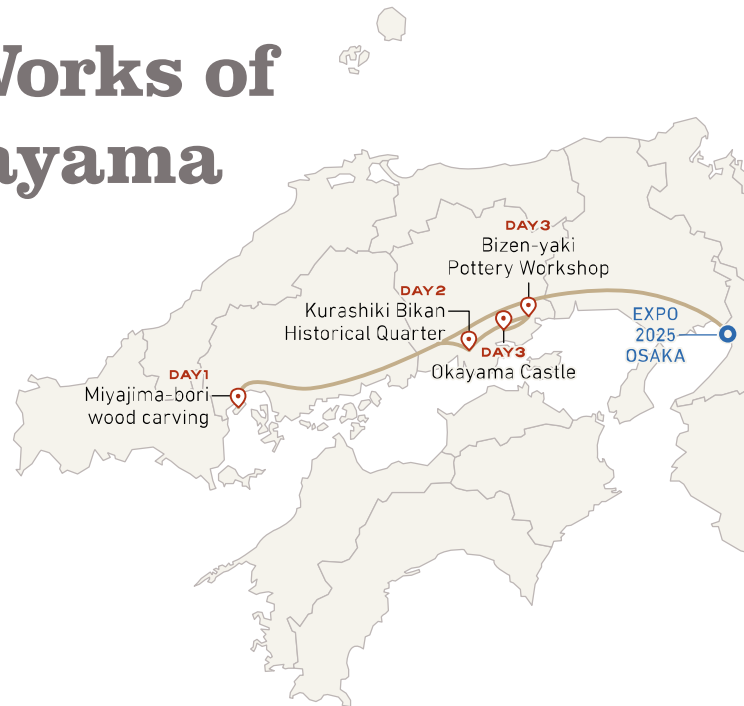 Works of
ayama
DAY3
Bizen-yaki
Pottery Workshop
DAY2
Kurashiki Bikan
Historical Quarter
EXPO
2025
OSAKA
DAY3
Okayama Castle
DAY1
Miyajima-bori
wood carving